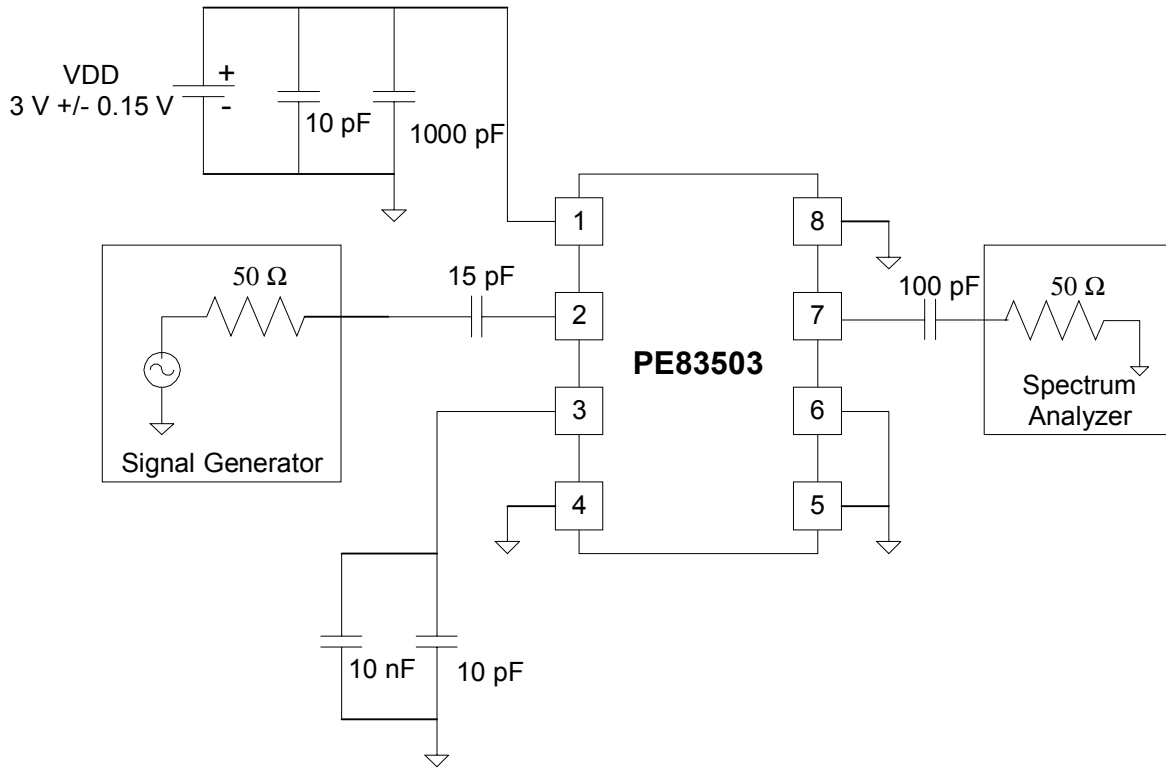 VDD
3 V +/- 0.15 V
+
-
10 pF
1000 pF
1
8
50 Ω
15 pF
100 pF
50 Ω
2
7
PE83503
3
6
Spectrum
Analyzer
Signal Generator
4
5
10 nF
10 pF